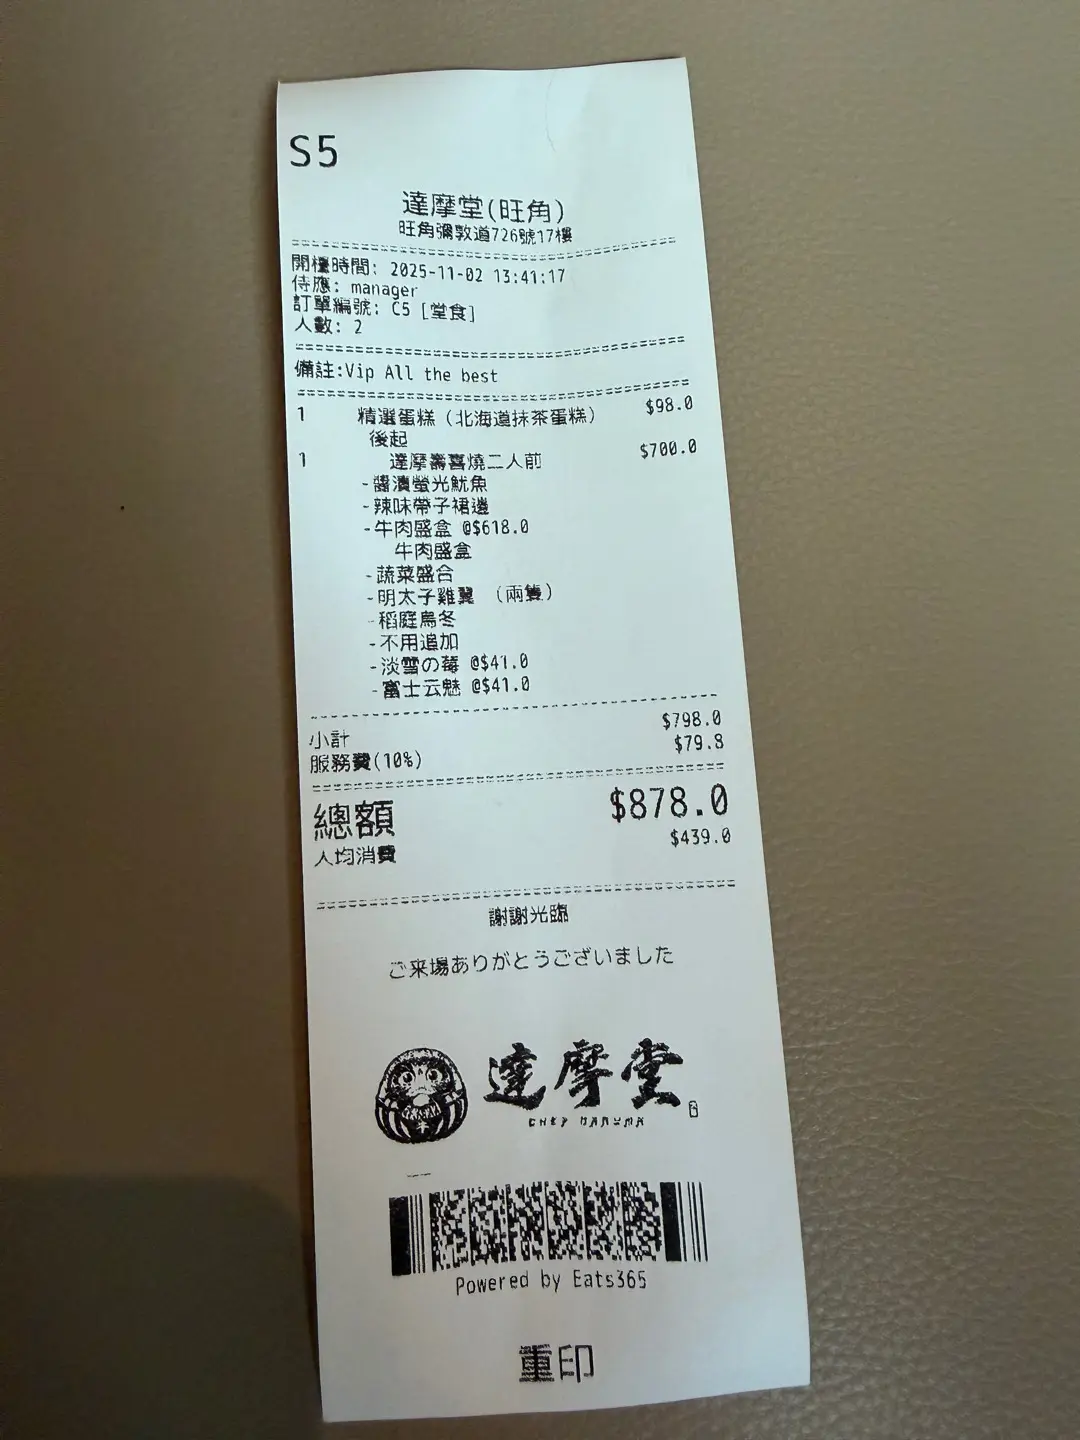 S5
達摩堂(旺角)
旺角彌敦道726號17樓
開檯時間: 2025-11-02 13:41:17
侍應: manager
訂單編號: C5 [堂食]
人數: 2
備註:Vip All the best
1 精選蛋糕（北海道抹茶蛋糕） $98.0
後起
1 達摩壽喜燒二人前 $700.0
-醬漬螢光魷魚
-辣味帶子裙邊
-牛肉盛盒 @$618.0
牛肉盛盒
-蔬菜盛合
-明太子雞翼 （兩隻）
-稻庭烏冬
-不用追加
-淡雪の莓 @$41.0
-富士云魅 @$41.0
小計 $798.0
服務費(10%) $79.8
總額 $878.0
人均消費 $439.0
謝謝光臨
ご来場ありがとうございました
達摩堂
Powered by Eats365
重印